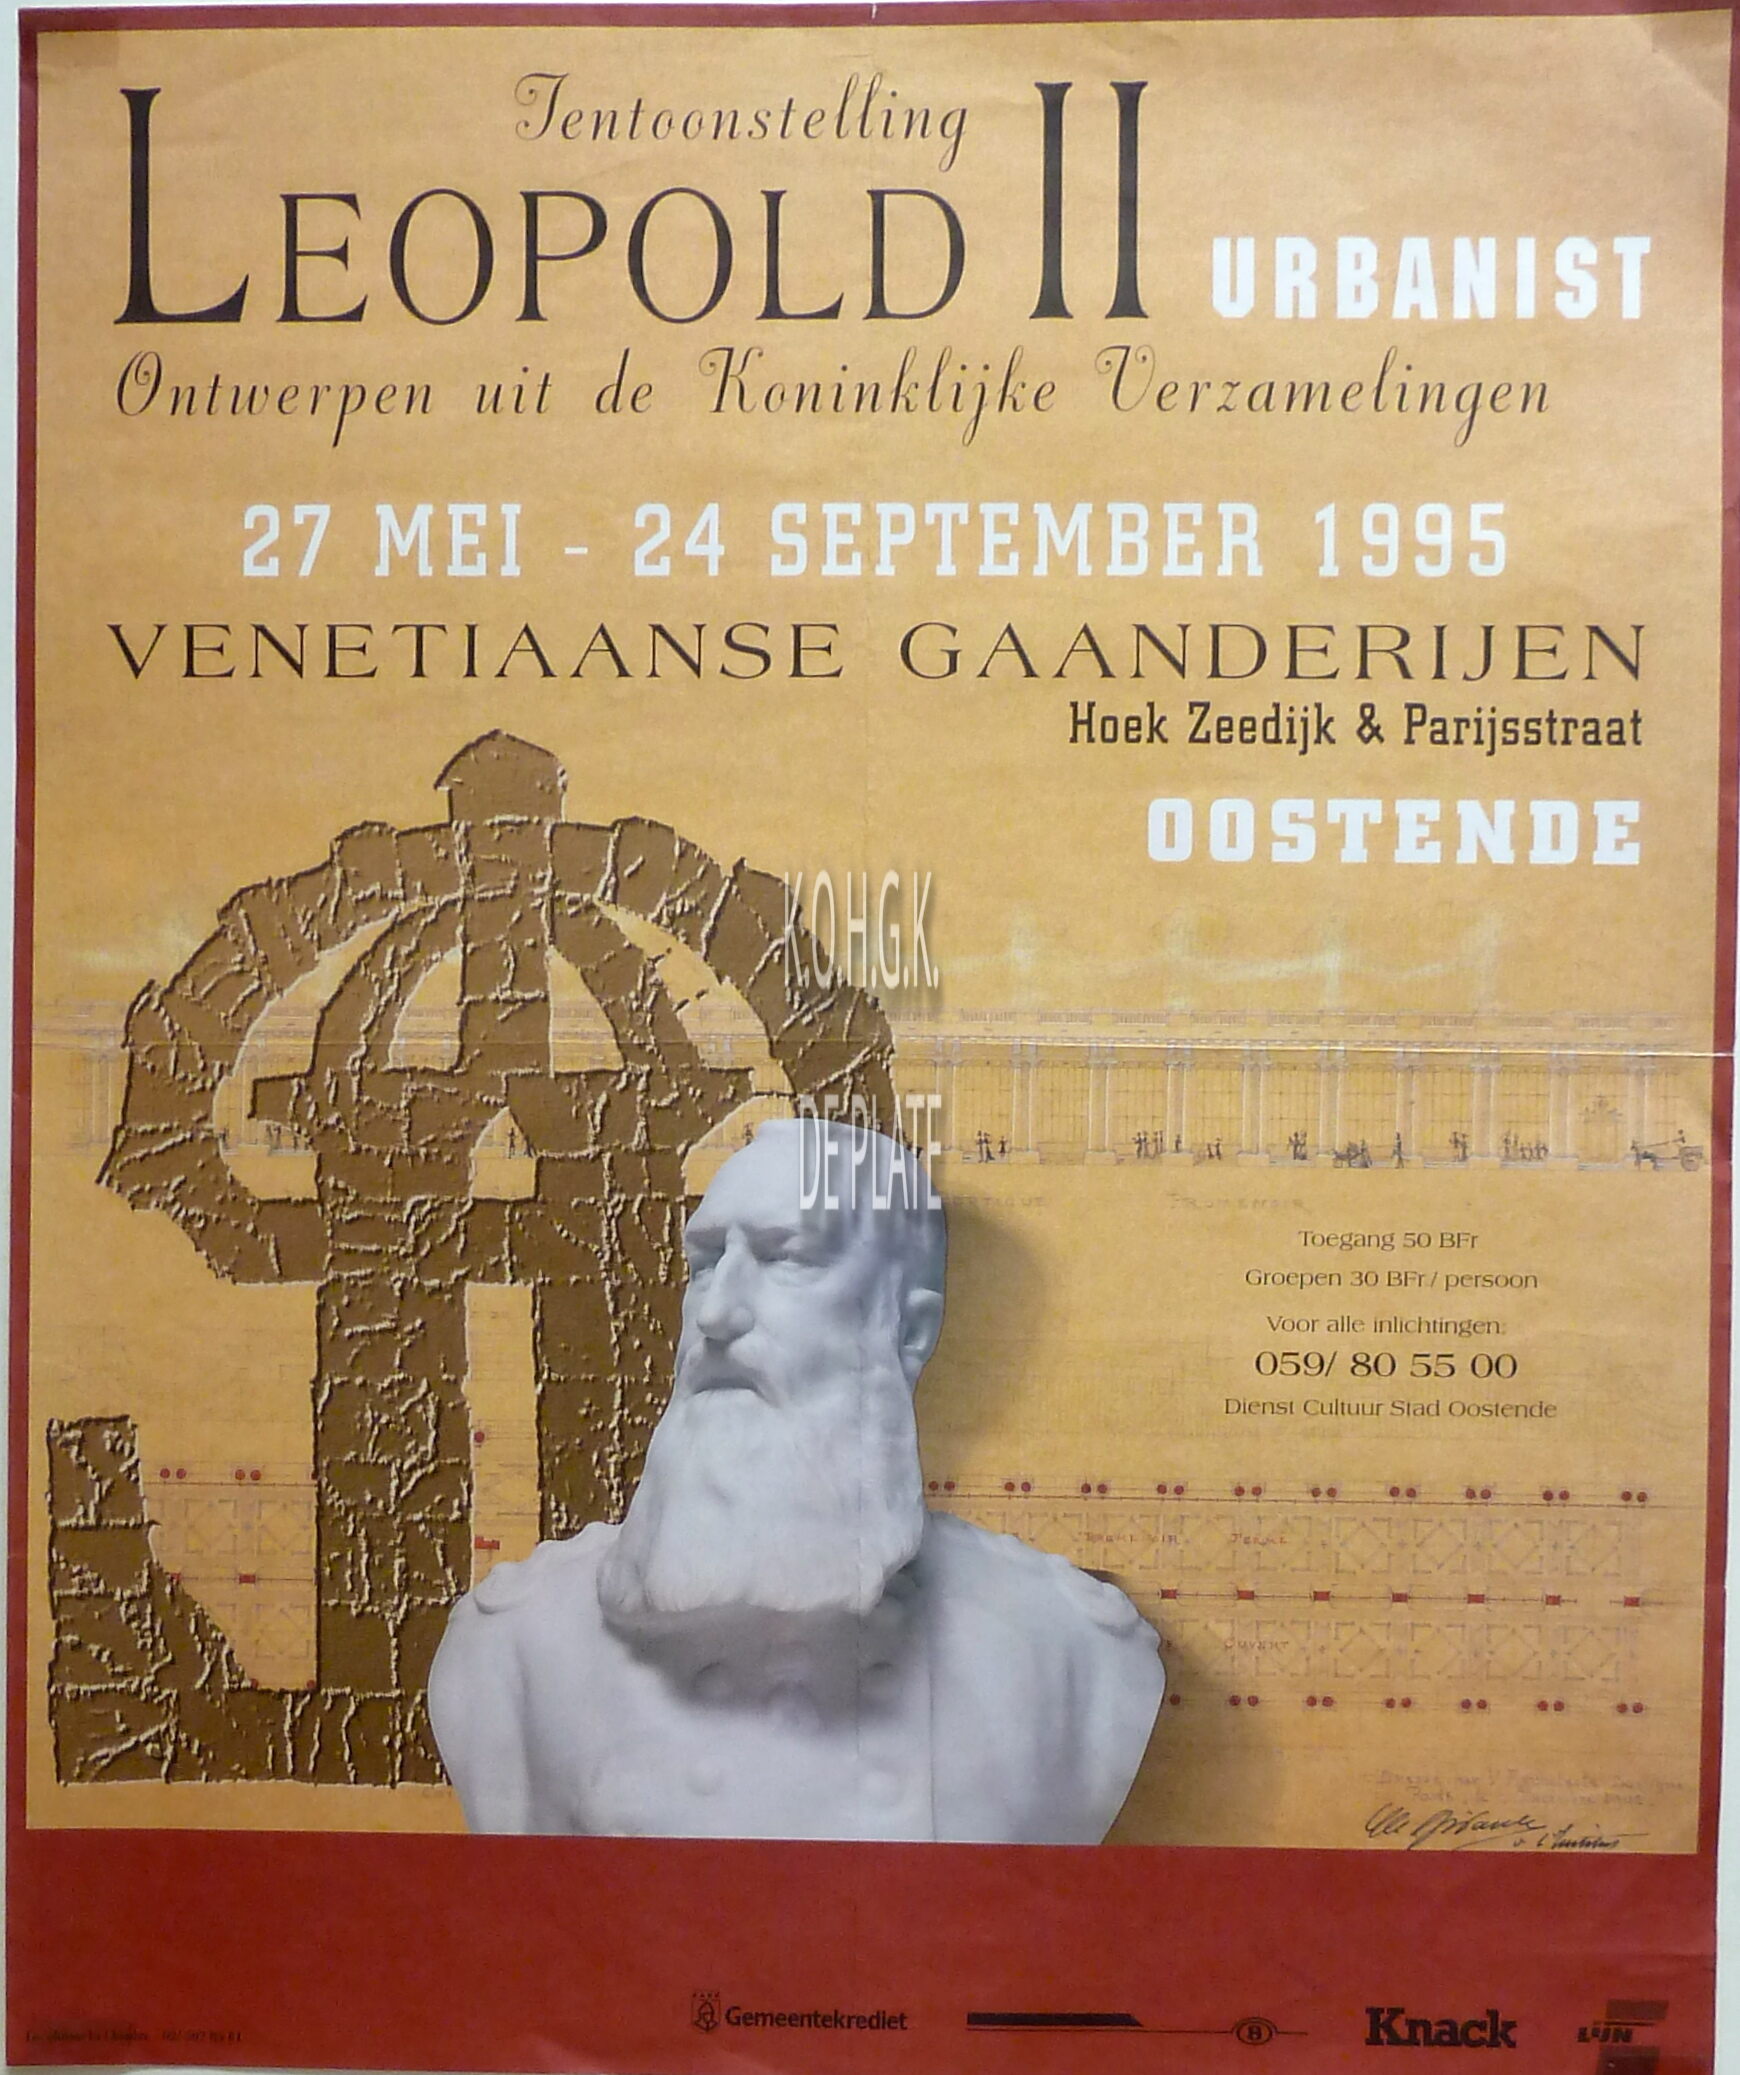 Tentoonstelling
LEOPOLD II URBANIST
Ontwerpen uit de Koninklijke Verzamelingen
27 MEI - 24 SEPTEMBER 1995
VENETIAANSE GAANDERIJEN
Hoek Zeedijk & Parijsstraat
OOSTENDE
K.O.H.G.K.
DE PLATE
PROMENOIR
Toegang 50 BFr
Groepen 30 BFr / persoon
Voor alle inlichtingen:
059/ 80 55 00
Dienst Cultuur Stad Oostende
Gemeentekrediet
B
Knack
LIJN